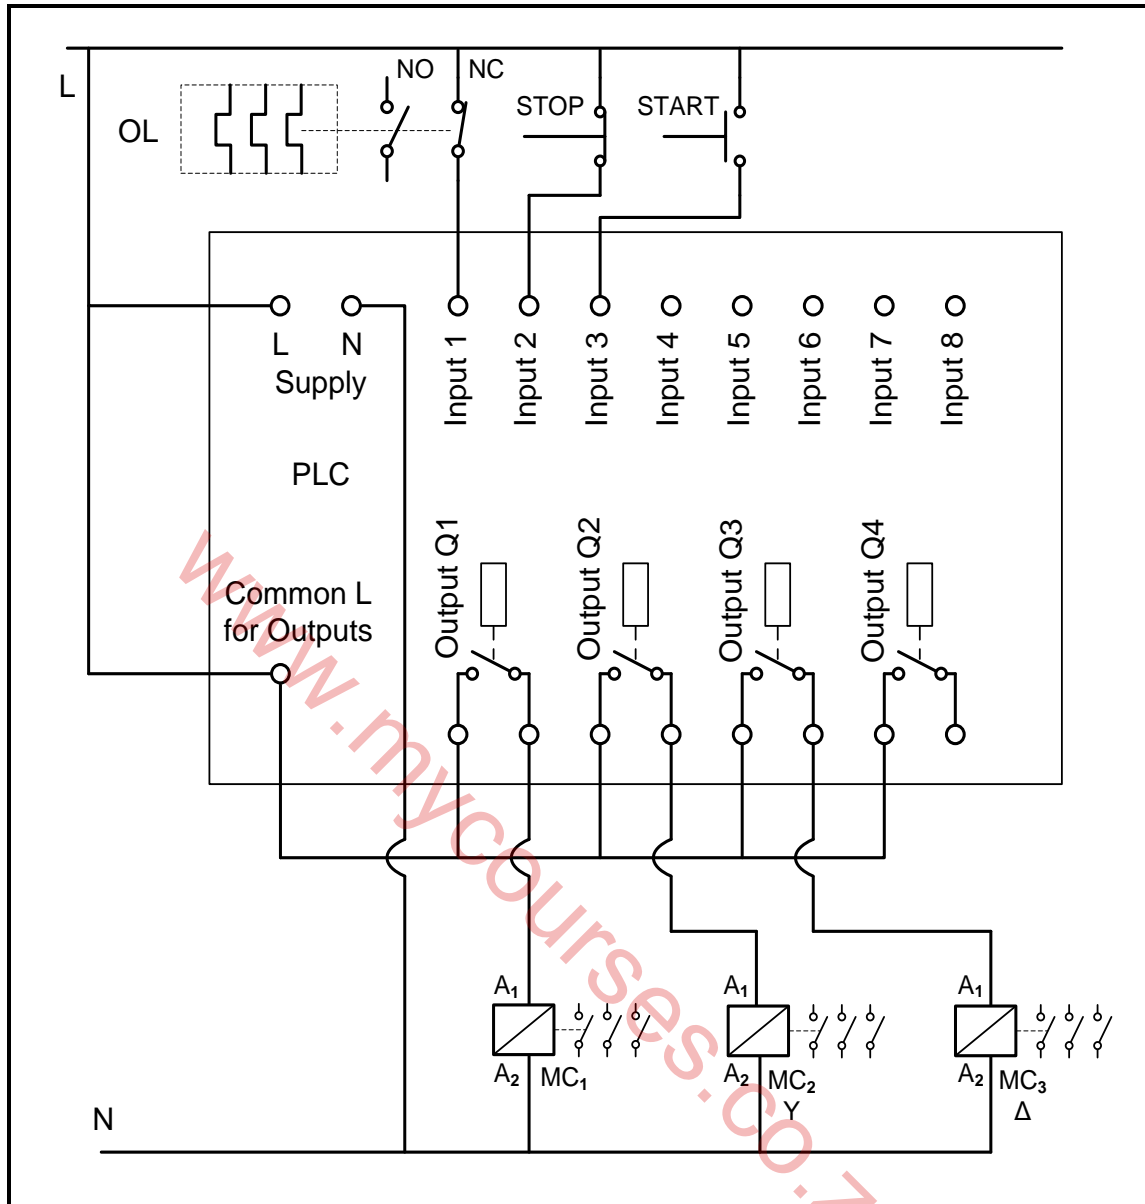 L
OL
NO
NC
STOP
START
L
N
Supply
Input 1
Input 2
Input 3
Input 4
Input 5
Input 6
Input 7
Input 8
PLC
Common L
for Outputs
Output Q1
Output Q2
Output Q3
Output Q4
A1
A2
MC1
A1
A2
MC2
Y
A1
A2
MC3
Δ
N
www.mycourses.co.z